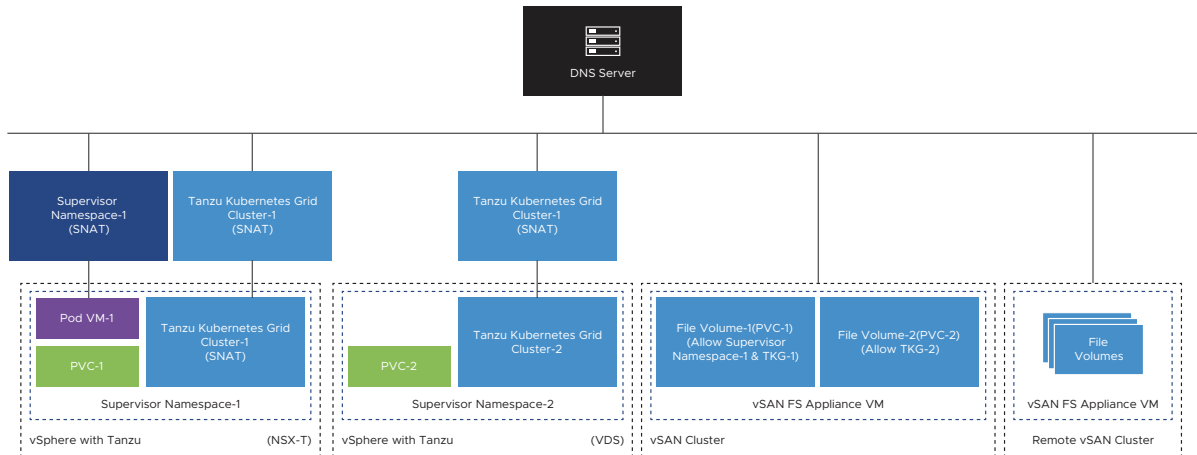 DNS Server
Supervisor
Namespace-1
(SNAT)
Tanzu Kubernetes Grid
Cluster-1
(SNAT)
Tanzu Kubernetes Grid
Cluster-1
(SNAT)
Pod VM-1
PVC-1
Tanzu Kubernetes Grid
Cluster-1
(SNAT)
Supervisor Namespace-1
vSphere with Tanzu
(NSX-T)
PVC-2
Tanzu Kubernetes Grid
Cluster-2
Supervisor Namespace-2
vSphere with Tanzu
(VDS)
File Volume-1(PVC-1)
(Allow Supervisor
Namespace-1 & TKG-1)
File Volume-2(PVC-2)
(Allow TKG-2)
vSAN FS Appliance VM
vSAN Cluster
File
Volumes
vSAN FS Appliance VM
Remote vSAN Cluster